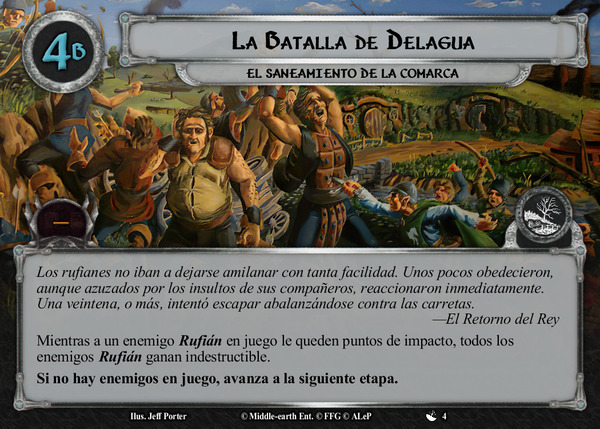 4B
La Batalla de Delagua
El Saneamiento de la Comarca
–
Los rufianes no iban a dejarse amilanar con tanta facilidad. Unos pocos obedecieron,
aunque azuzados por los insultos de sus compañeros, reaccionaron inmediatamente.
Una veintena, o más, intentó escapar abalanzándose contra las carretas.
—El Retorno del Rey
Mientras a un enemigo Rufián en juego le queden puntos de impacto, todos los
enemigos Rufián ganan indestructible.
Si no hay enemigos en juego, avanza a la siguiente etapa.
Ilus. Jeff Porter © Middle-earth Ent. © FFG © ALeP 4